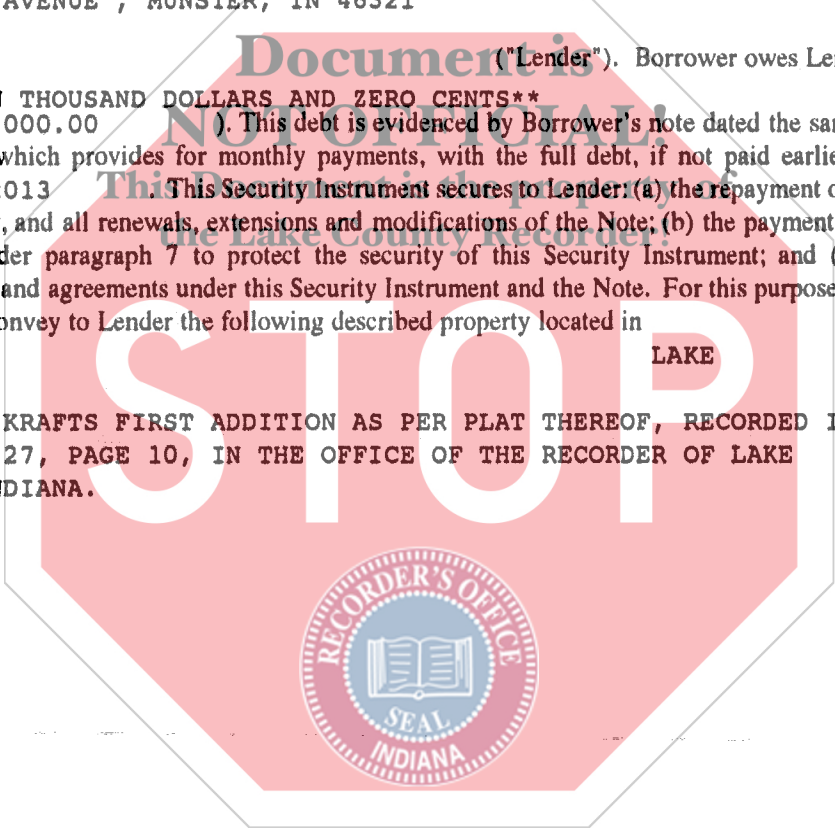 AVENUE , MUNSTER, IN 46321
Document is
("Lender"). Borrower owes Le
THOUSAND DOLLARS AND ZERO CENTS**
NOT OFFICIAL!
000.00 ). This debt is evidenced by Borrower's note dated the sa
which provides for monthly payments, with the full debt, if not paid earlie
This Document is the property of
2013 . This Security Instrument secures to Lender: (a) the repayment o
, and all renewals, extensions and modifications of the Note; (b) the payment
the Lake County Recorder!
der paragraph 7 to protect the security of this Security Instrument; and (
and agreements under this Security Instrument and the Note. For this purpose
onvey to Lender the following described property located in
LAKE
STOP
KRAFTS FIRST ADDITION AS PER PLAT THEREOF, RECORDED I
27, PAGE 10, IN THE OFFICE OF THE RECORDER OF LAKE
NDIANA.
RECORDER'S OFFICE
SEAL
INDIANA